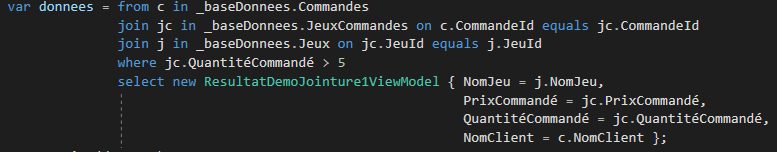 var donnees = from c in _baseDonnees.Commandes
join jc in _baseDonnees.JeuxCommandes on c.CommandeId equals jc.CommandeId
join j in _baseDonnees.Jeux on jc.JeuId equals j.JeuId
where jc.QuantitéCommandé > 5
select new ResultatDemoJointure1ViewModel { NomJeu = j.NomJeu,
PrixCommandé = jc.PrixCommandé,
QuantitéCommandé = jc.QuantitéCommandé,
NomClient = c.NomClient };